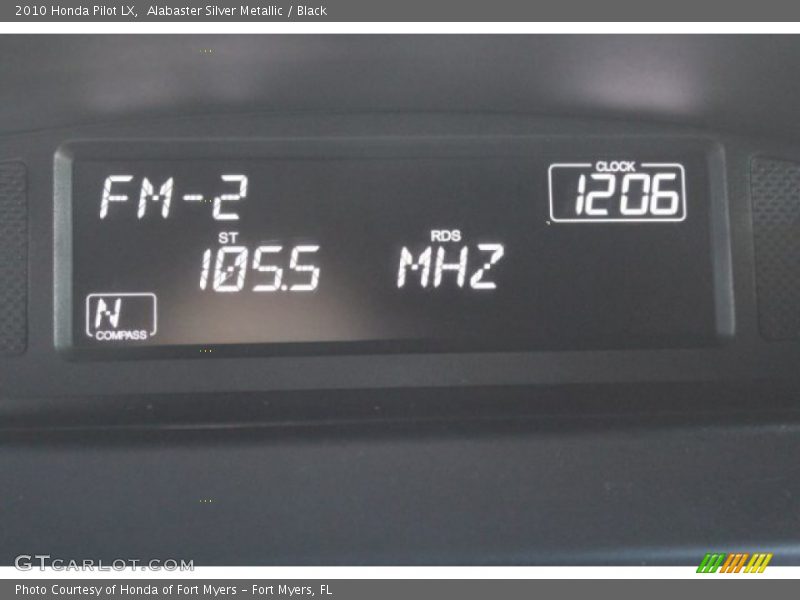 2010 Honda Pilot LX,  Alabaster Silver Metallic / Black
CLOCK
FM-2 1206
ST RDS
105.5 MHZ
N
COMPASS
GTCARLOT.COM
Photo Courtesy of Honda of Fort Myers - Fort Myers, FL